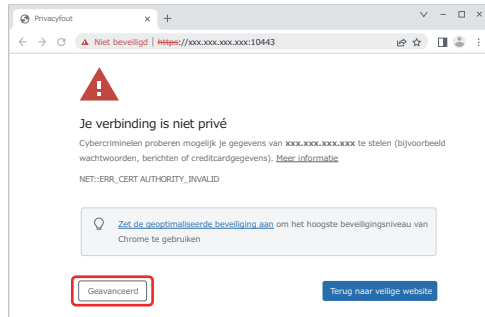 Privacyfout
Niet beveiligd | https://xxx.xxx.xxx.xxx:10443
Je verbinding is niet privé
Cybercriminelen proberen mogelijk je gegevens van xxx.xxx.xxx.xxx te stelen (bijvoorbeeld
wachtwoorden, berichten of creditcardgegevens). Meer informatie
NET::ERR_CERT AUTHORITY_INVALID
Zet de geoptimaliseerde beveiliging aan om het hoogste beveiligingsniveau van
Chrome te gebruiken
Geavanceerd
Terug naar veilige website